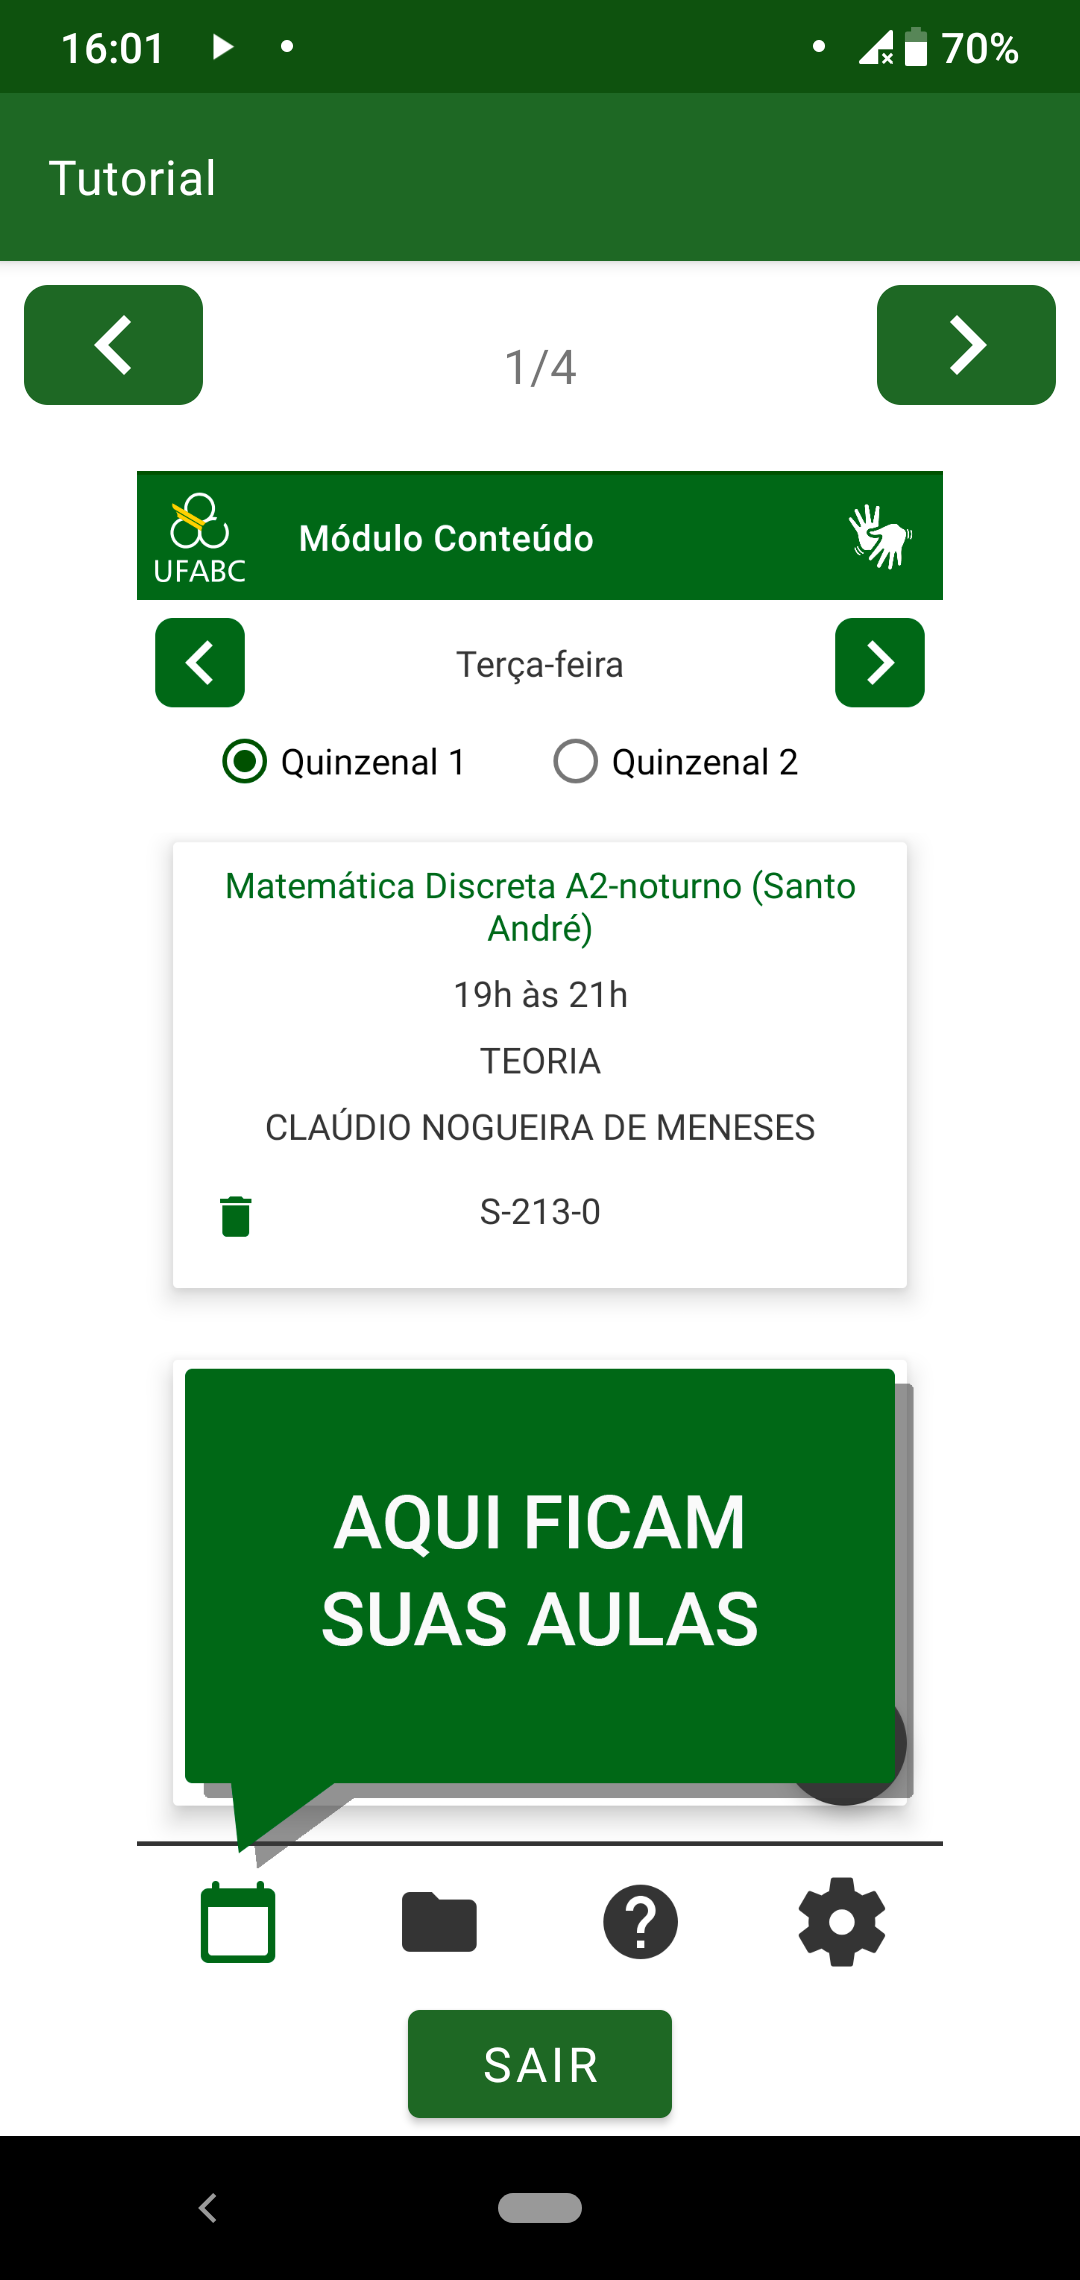 16:01
70%
Tutorial
1/4
UFABC
Módulo Conteúdo
Terça-feira
Quinzenal 1
Quinzenal 2
Matemática Discreta A2-noturno (Santo
André)
19h às 21h
TEORIA
CLAÚDIO NOGUEIRA DE MENESES
S-213-0
AQUI FICAM
SUAS AULAS
SAIR